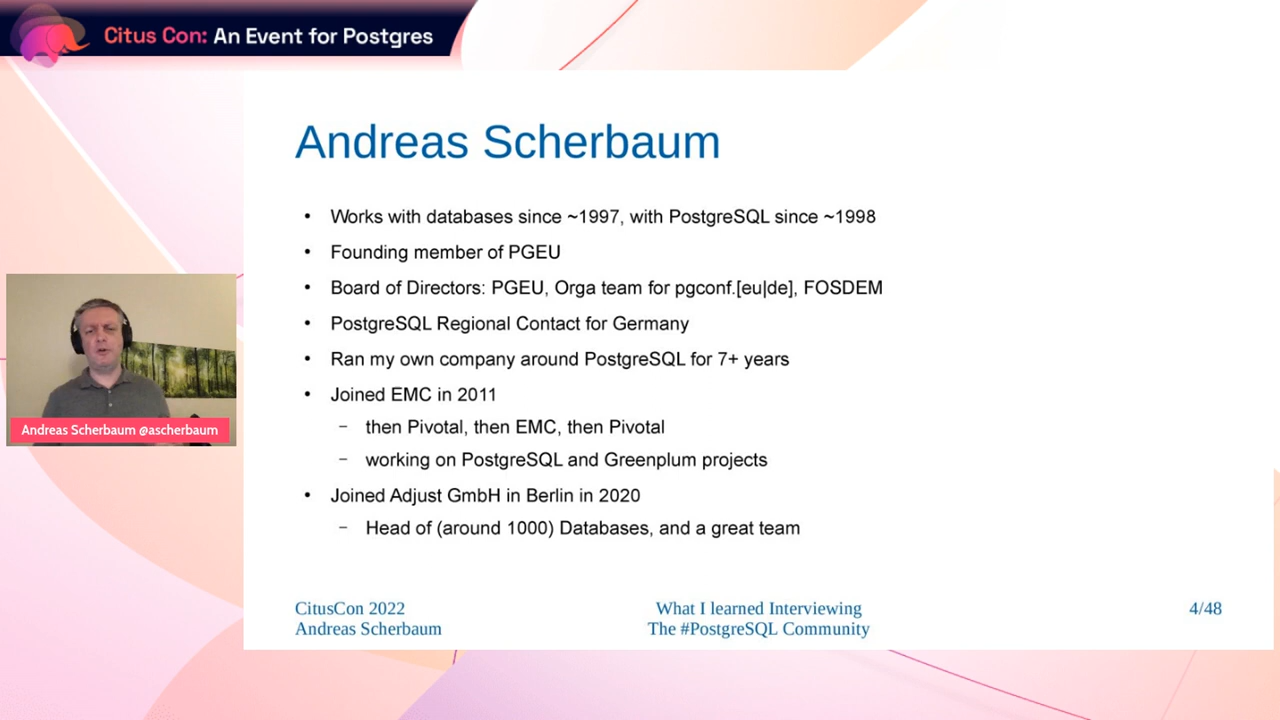 Citus Con: An Event for Postgres
Andreas Scherbaum
• Works with databases since ~1997, with PostgreSQL since ~1998
• Founding member of PGEU
• Board of Directors: PGEU, Orga team for pgconf.[eu|de], FOSDEM
• PostgreSQL Regional Contact for Germany
• Ran my own company around PostgreSQL for 7+ years
• Joined EMC in 2011
– then Pivotal, then EMC, then Pivotal
– working on PostgreSQL and Greenplum projects
• Joined Adjust GmbH in Berlin in 2020
– Head of (around 1000) Databases, and a great team
Andreas Scherbaum @ascherbaum
CitusCon 2022
Andreas Scherbaum
What I learned Interviewing
The #PostgreSQL Community
4/48